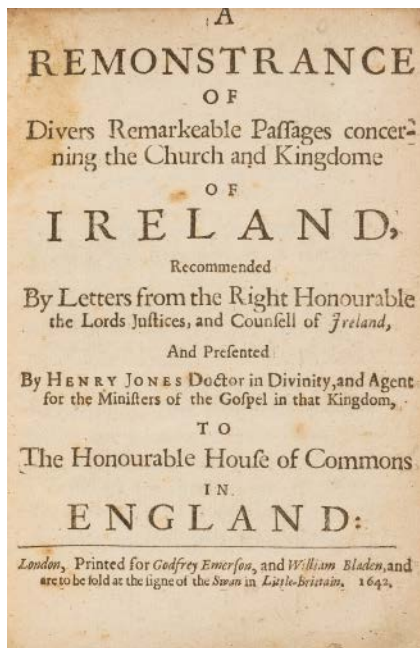 A
REMONSTRANCE
OF
Divers Remarkeable Paſſages concer-
ning the Church and Kingdome
OF
IRELAND,
Recommended
By Letters from the Right Honourable
the Lords Juſtices, and Counſell of Ireland,
And Preſented
By HENRY JONES Doctor in Divinity, and Agent
for the Miniſters of the Goſpel in that Kingdom,
TO
The Honourable Houſe of Commons
IN
ENGLAND:
London, Printed for Godfrey Emerſon, and William Bladen, and
are to be ſold at the ſigne of the Swan in Little-Brittain. 1642.